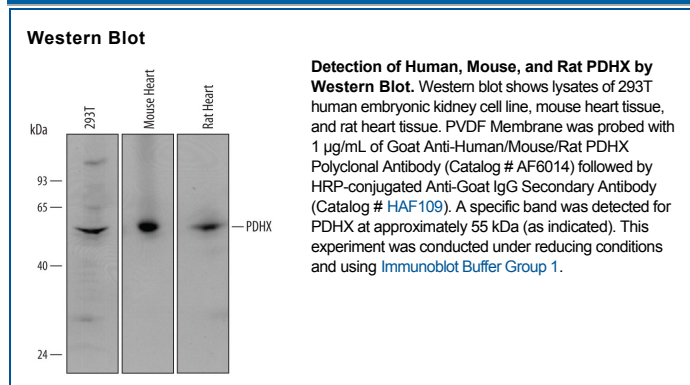 Western Blot
293T
Mouse Heart
Rat Heart
kDa
93
65
PDHX
40
24
Detection of Human, Mouse, and Rat PDHX by
Western Blot. Western blot shows lysates of 293T
human embryonic kidney cell line, mouse heart tissue,
and rat heart tissue. PVDF Membrane was probed with
1 µg/mL of Goat Anti-Human/Mouse/Rat PDHX
Polyclonal Antibody (Catalog # AF6014) followed by
HRP-conjugated Anti-Goat IgG Secondary Antibody
(Catalog # HAF109). A specific band was detected for
PDHX at approximately 55 kDa (as indicated). This
experiment was conducted under reducing conditions
and using Immunoblot Buffer Group 1.